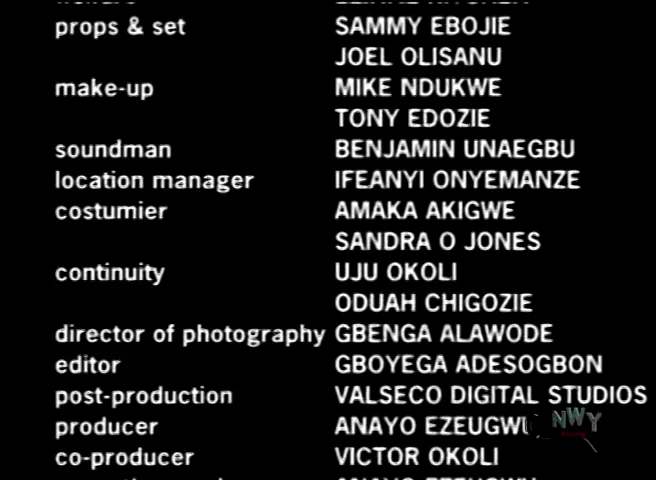 props & set SAMMY EBOJIE
JOEL OLISANU
make-up MIKE NDUKWE
TONY EDOZIE
soundman BENJAMIN UNAEGBU
location manager IFEANYI ONYEMANZE
costumier AMAKA AKIGWE
SANDRA O JONES
continuity UJU OKOLI
ODUAH CHIGOZIE
director of photography GBENGA ALAWODE
editor GBOYEGA ADESOGBON
post-production VALSECO DIGITAL STUDIOS
producer ANAYO EZEUGWU
co-producer VICTOR OKOLI